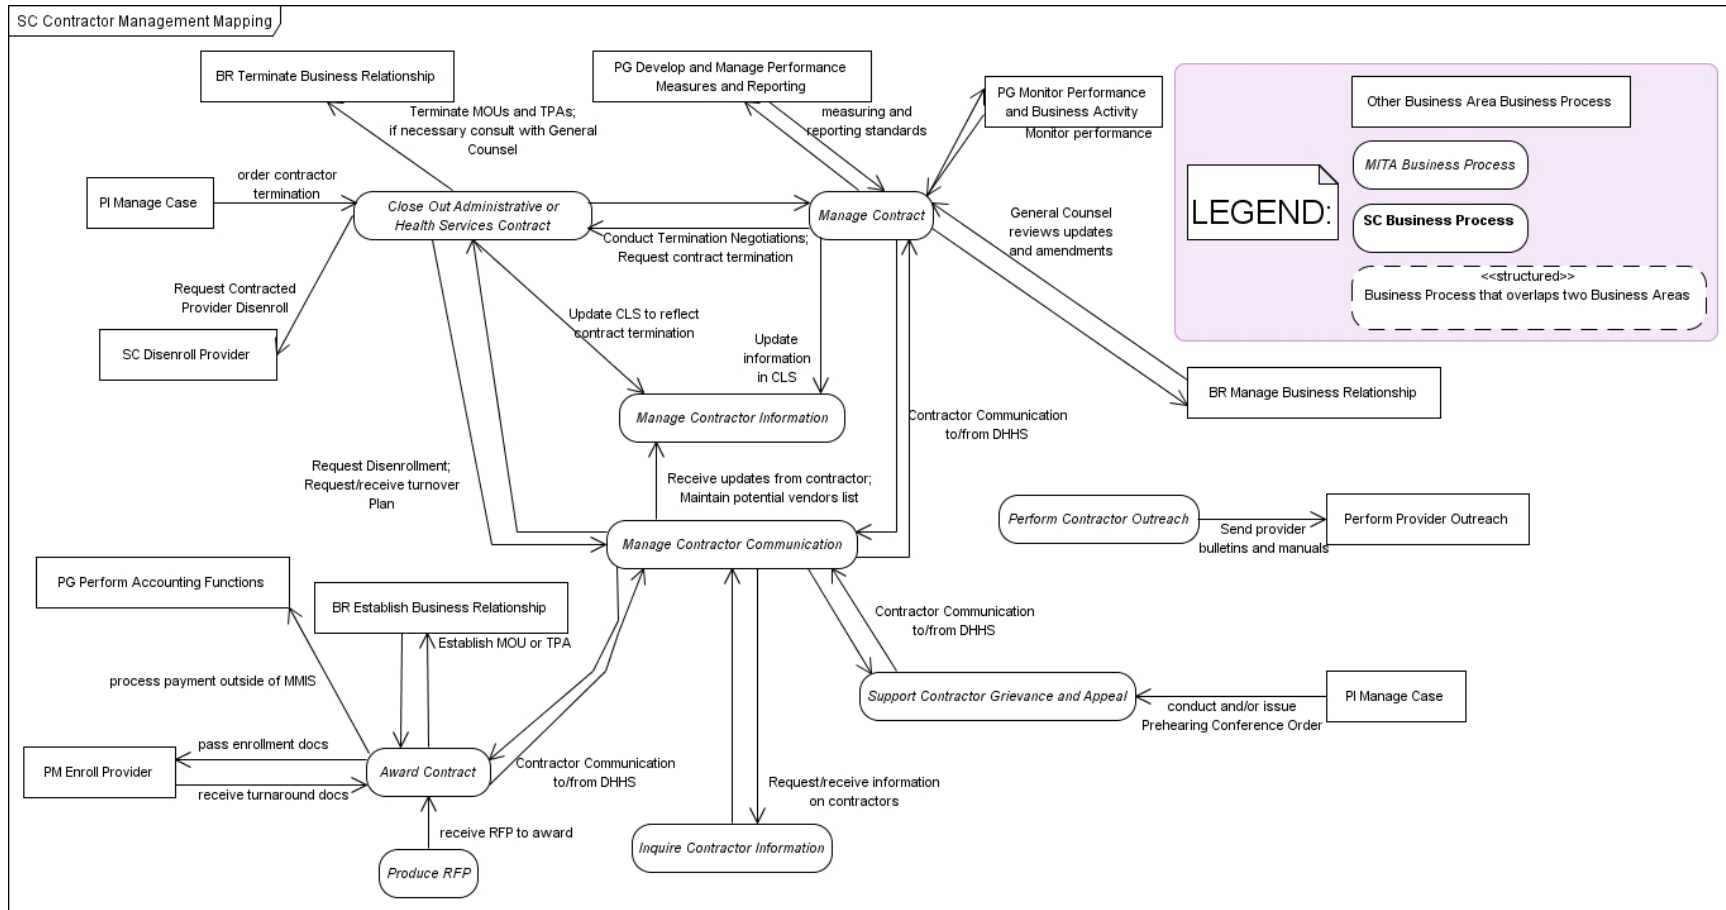 SC Contractor Management Mapping
BR Terminate Business Relationship
PG Develop and Manage Performance
Measures and Reporting
PG Monitor Performance
and Business Activity
Monitor performance
Terminate MOUs and TPAs;
if necessary consult with General
Counsel
measuring and
reporting standards
order contractor
termination
PI Manage Case
Close Out Administrative or
Health Services Contract
Manage Contract
General Counsel
reviews updates
and amendments
Conduct Termination Negotiations;
Request contract termination
Request Contracted
Provider Disenroll
SC Disenroll Provider
Update CLS to reflect
contract termination
Update
information
in CLS
BR Manage Business Relationship
Manage Contractor Information
Contractor Communication
to/from DHHS
Request Disenrollment;
Request/receive turnover
Plan
Receive updates from contractor;
Maintain potential vendors list
Manage Contractor Communication
Perform Contractor Outreach
Send provider
bulletins and manuals
Perform Provider Outreach
PG Perform Accounting Functions
BR Establish Business Relationship
Establish MOU or TPA
Contractor Communication
to/from DHHS
process payment outside of MMIS
Support Contractor Grievance and Appeal
conduct and/or issue
Prehearing Conference Order
PI Manage Case
pass enrollment docs
PM Enroll Provider
receive turnaround docs
Award Contract
Contractor Communication
to/from DHHS
Request/receive information
on contractors
receive RFP to award
Produce RFP
Inquire Contractor Information
LEGEND:
Other Business Area Business Process
MITA Business Process
SC Business Process
<<structured>>
Business Process that overlaps two Business Areas